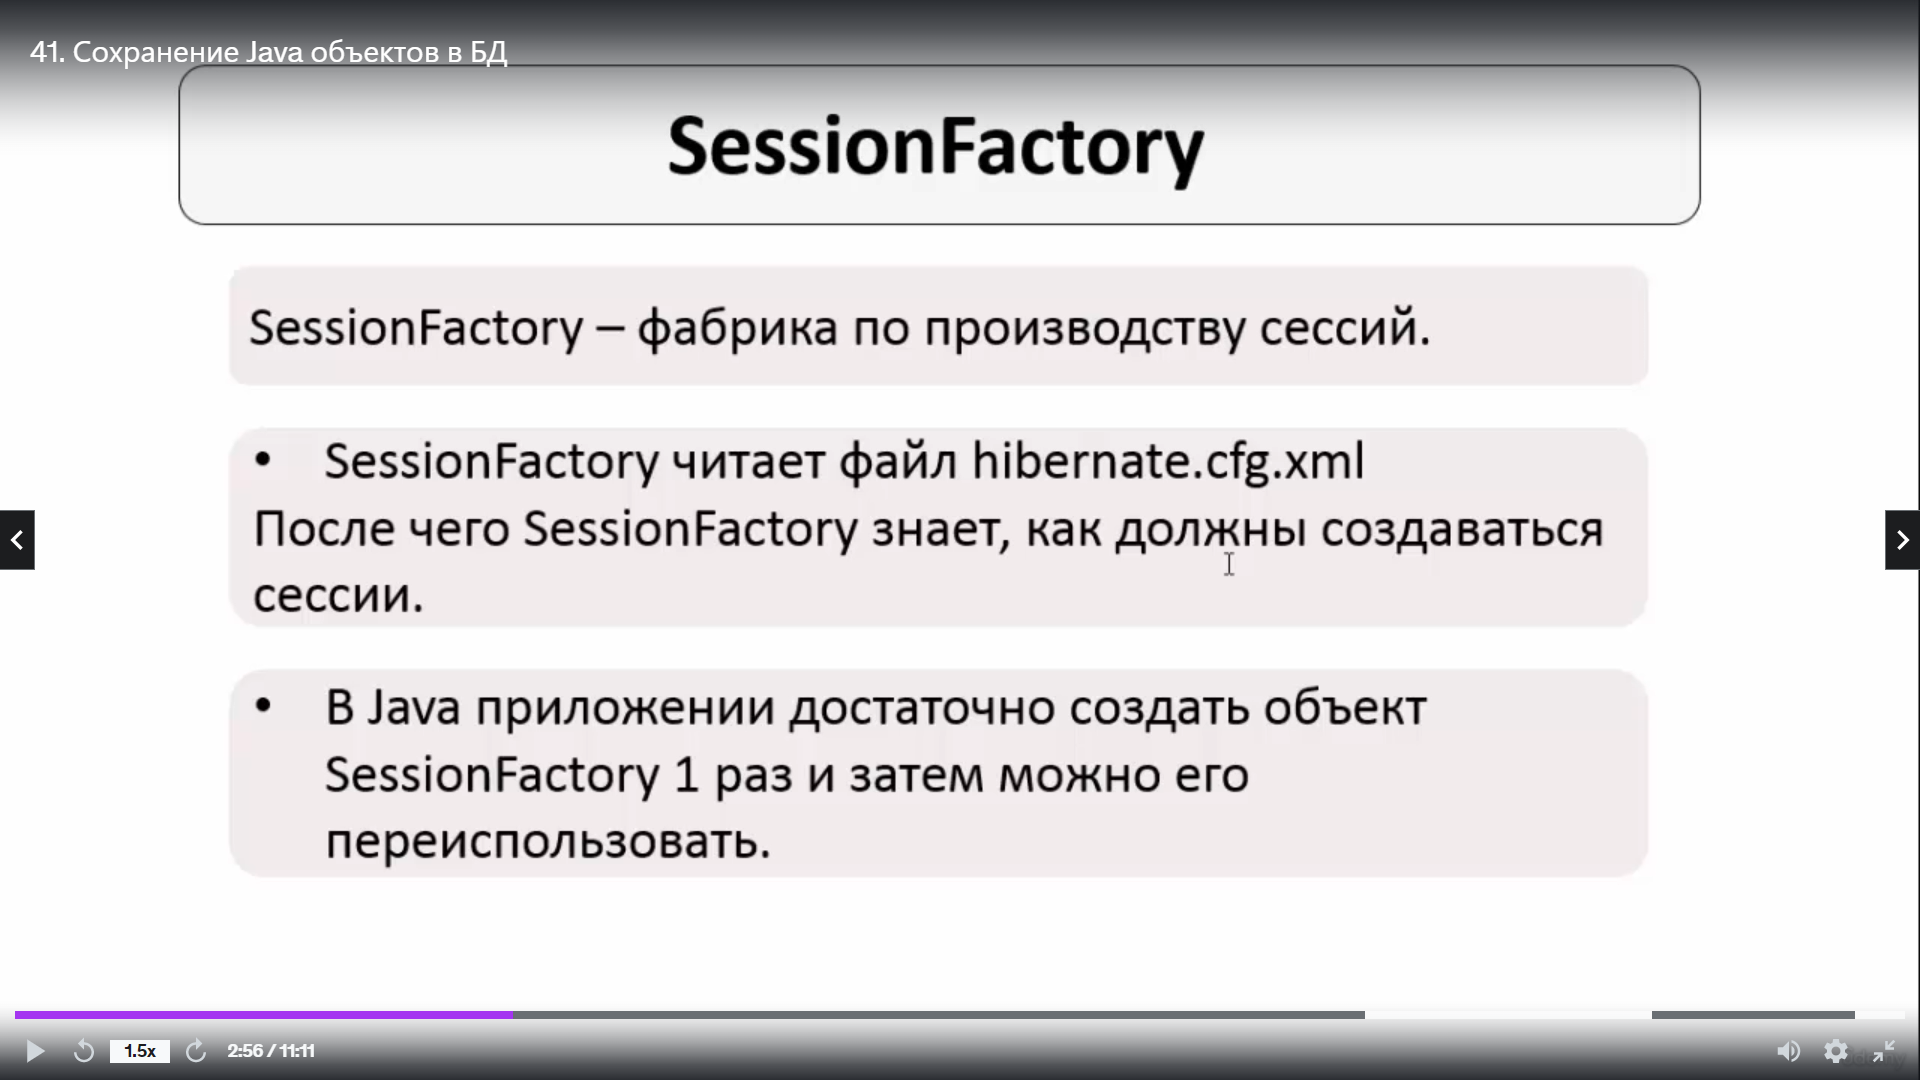 41. Сохранение Java объектов в БД
SessionFactory
SessionFactory – фабрика по производству сессий.
• SessionFactory читает файл hibernate.cfg.xml
После чего SessionFactory знает, как должны создаваться
сессии.
• В Java приложении достаточно создать объект
SessionFactory 1 раз и затем можно его
переиспользовать.
1.5x
2:56 / 11:11